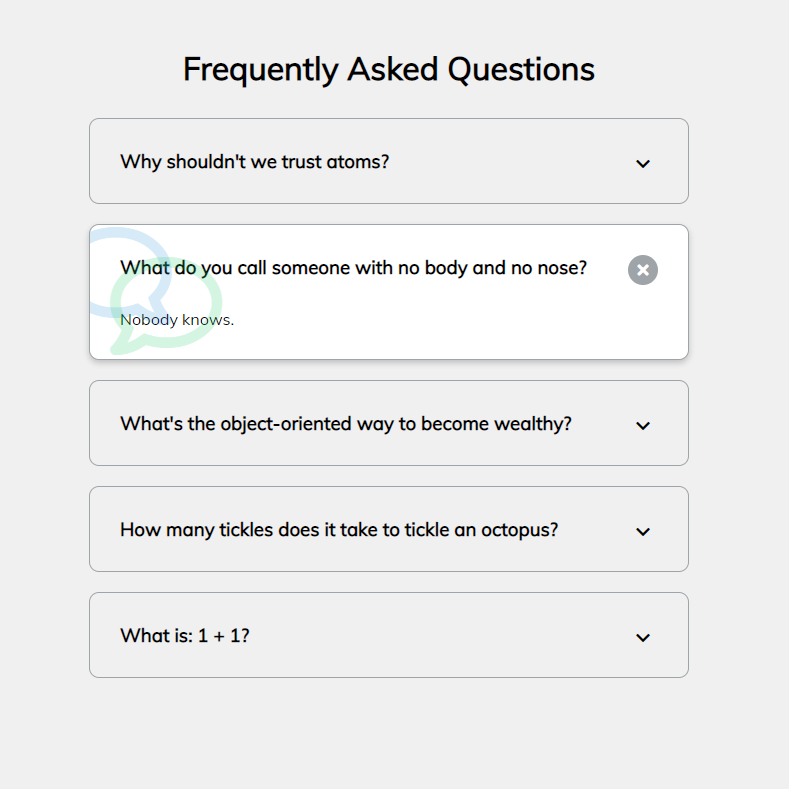 Frequently Asked Questions
Why shouldn't we trust atoms?
What do you call someone with no body and no nose?
Nobody knows.
What's the object-oriented way to become wealthy?
How many tickles does it take to tickle an octopus?
What is: 1 + 1?